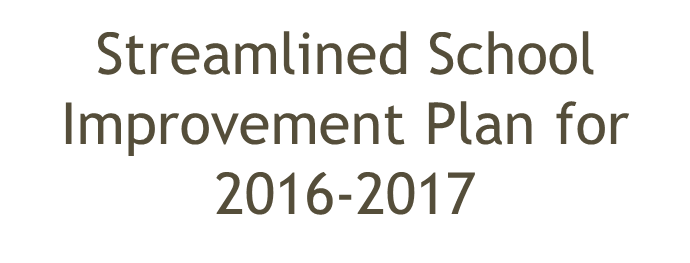 Streamlined School
Improvement Plan for
2016-2017